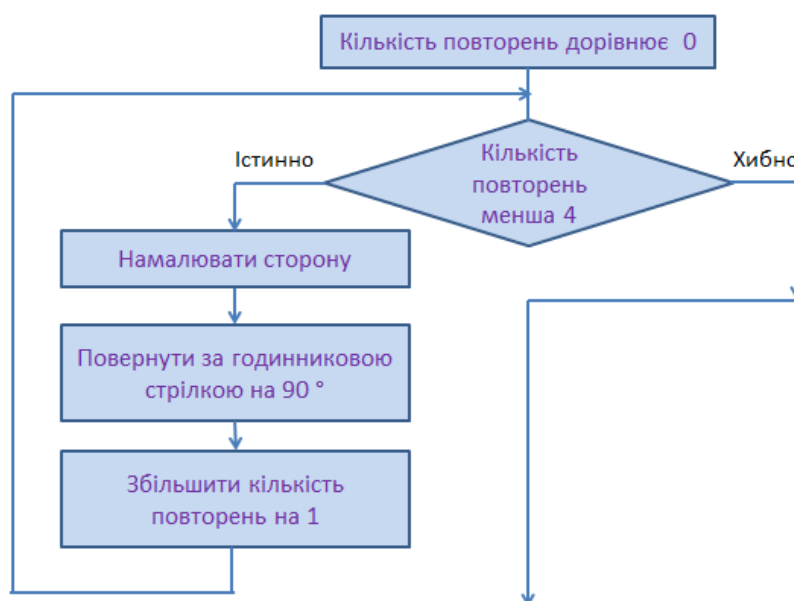 Кількість повторень дорівнює 0
Істинно
Кількість
повторень
менша 4
Хибно
Намалювати сторону
Повернути за годинниковою
стрілкою на 90 °
Збільшити кількість
повторень на 1